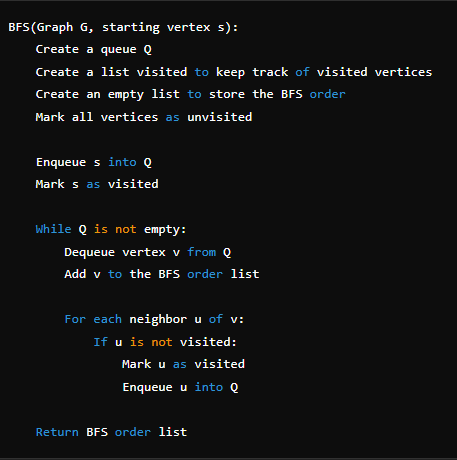 BFS(Graph G, starting vertex s):
    Create a queue Q
    Create a list visited to keep track of visited vertices
    Create an empty list to store the BFS order
    Mark all vertices as unvisited

    Enqueue s into Q
    Mark s as visited

    While Q is not empty:
        Dequeue vertex v from Q
        Add v to the BFS order list

        For each neighbor u of v:
            If u is not visited:
                Mark u as visited
                Enqueue u into Q

    Return BFS order list